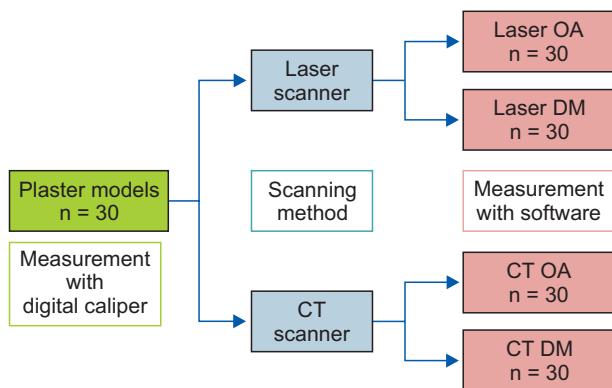 Plaster models
n = 30
Measurement
with
digital caliper
Laser
scanner
Scanning
method
CT
scanner
Laser OA
n = 30
Laser DM
n = 30
Measurement
with software
CT OA
n = 30
CT DM
n = 30